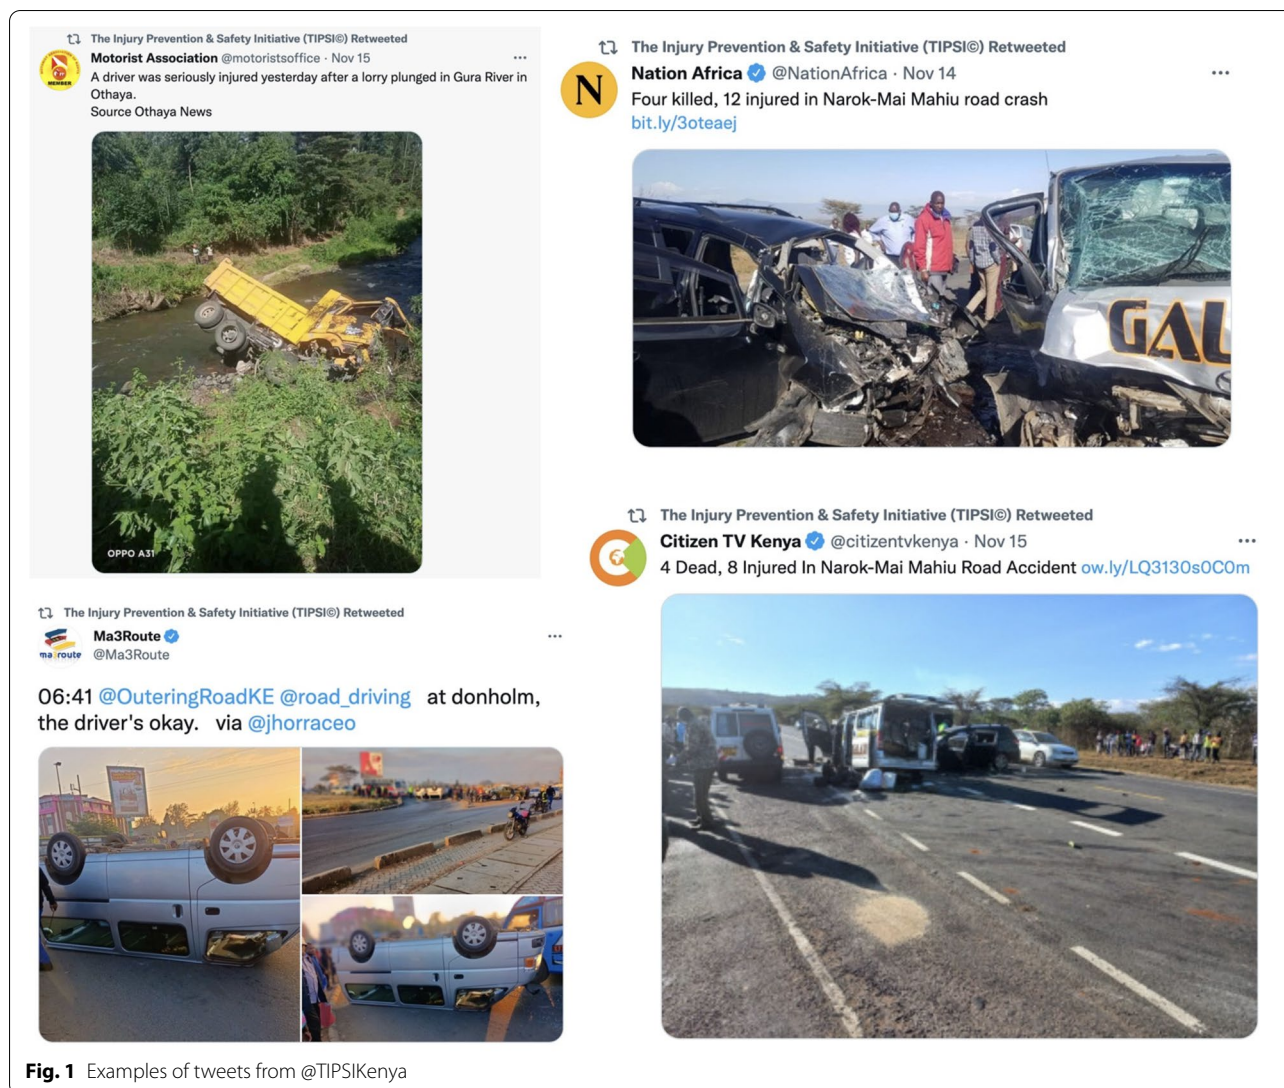 The Injury Prevention & Safety Initiative (TIPSI©) Retweeted
MEMBER
Motorist Association @motoristsoffice · Nov 15
A driver was seriously injured yesterday after a lorry plunged in Gura River in
Othaya.
Source Othaya News
OPPO A31
The Injury Prevention & Safety Initiative (TIPSI©) Retweeted
N
Nation Africa @NationAfrica · Nov 14
Four killed, 12 injured in Narok-Mai Mahiu road crash
bit.ly/3oteaej
GAL
The Injury Prevention & Safety Initiative (TIPSI©) Retweeted
Ma3Route
ma3route
@Ma3Route
06:41 @OuteringRoadKE @road_driving at donholm,
the driver's okay. via @jhorraceo
The Injury Prevention & Safety Initiative (TIPSI©) Retweeted
Citizen TV Kenya @citizentvkenya · Nov 15
4 Dead, 8 Injured In Narok-Mai Mahiu Road Accident ow.ly/LQ3130s0C0m
Fig. 1 Examples of tweets from @TIPSIKenya